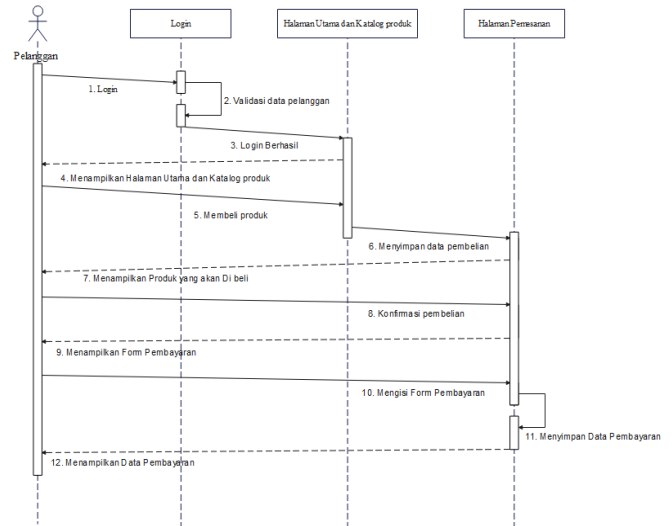 Login
Halaman Utama dan Katalog produk
Halaman Pemesanan
Pelanggan
1. Login
2. Validasi data pelanggan
3. Login Berhasil
4. Menampilkan Halaman Utama dan Katalog produk
5. Membeli produk
6. Menyimpan data pembelian
7. Menampilkan Produk yang akan Di beli
8. Konfirmasi pembelian
9. Menampilkan Form Pembayaran
10. Mengisi Form Pembayaran
11. Menyimpan Data Pembayaran
12. Menampilkan Data Pembayaran